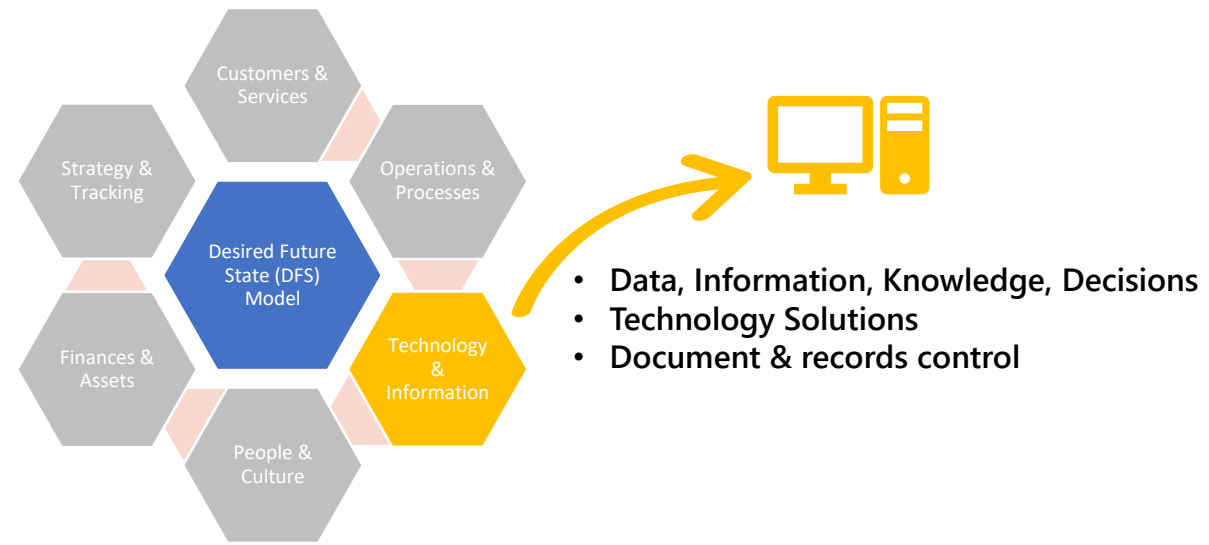 Customers &
Services
Strategy &
Tracking
Operations &
Processes
Desired Future
State (DFS)
Model
Finances &
Assets
Technology
&
Information
People &
Culture
• Data, Information, Knowledge, Decisions
• Technology Solutions
• Document & records control